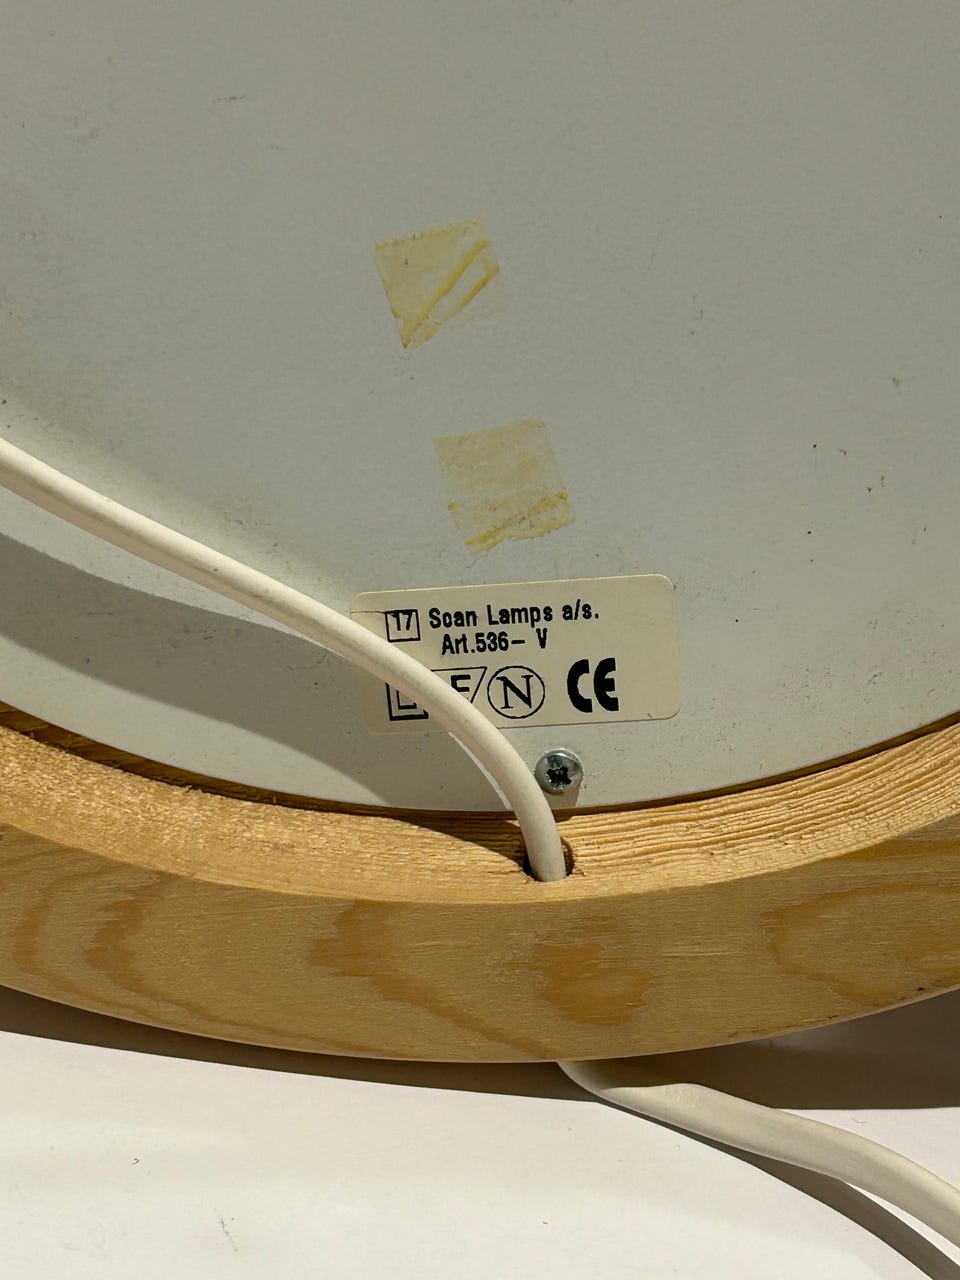 17 Scan Lamps a/s.
Art.536- V
F N CE